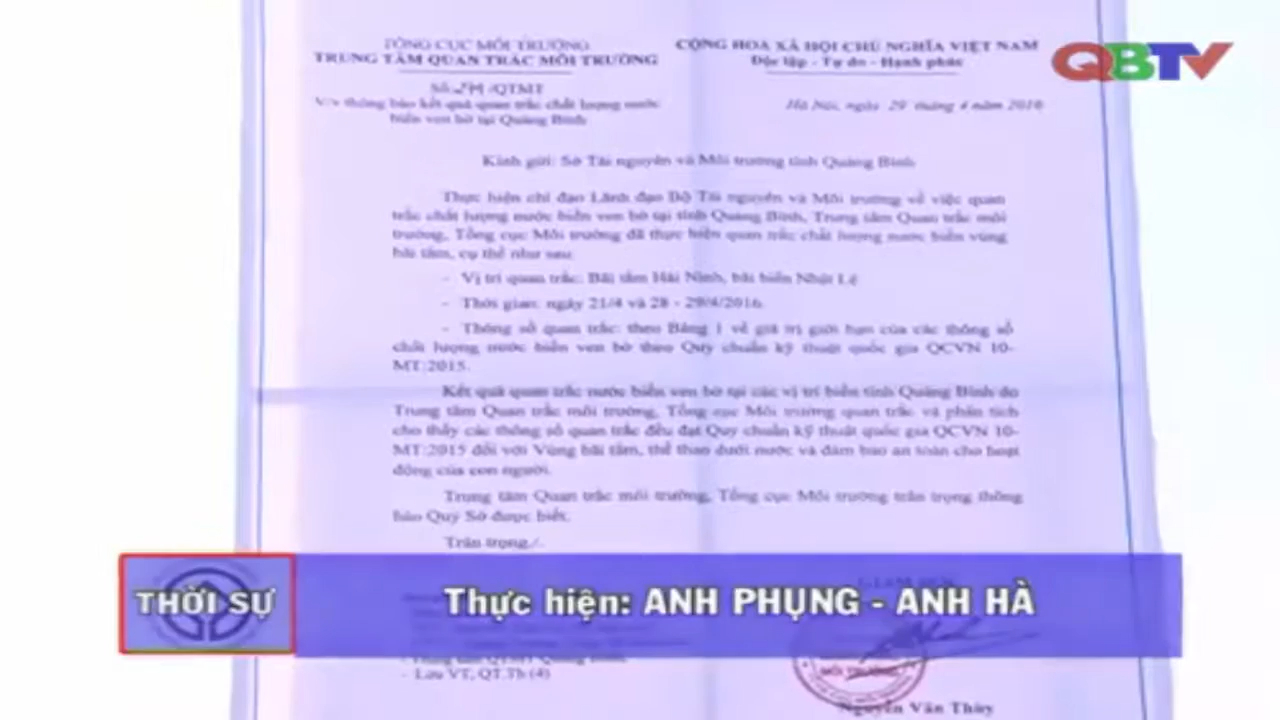 TỔNG CỤC MÔI TRƯỜNG
TRUNG TÂM QUAN TRẮC MÔI TRƯỜNG
CỘNG HOÀ XÃ HỘI CHỦ NGHĨA VIỆT NAM
Độc lập - Tự do - Hạnh phúc
QBTV
/QTMT
V/v thông báo kết quả quan trắc chất lượng nước
biển ven bờ tại Quảng Bình
Hà Nội, ngày 29 tháng 4 năm 2016
Kính gửi: Sở Tài nguyên và Môi trường tỉnh Quảng Bình
Thực hiện chỉ đạo Lãnh đạo Bộ Tài nguyên và Môi trường về việc quan
trắc chất lượng nước biển ven bờ tại tỉnh Quảng Bình, Trung tâm Quan trắc môi
trường, Tổng cục Môi trường đã thực hiện quan trắc chất lượng nước biển vùng
bãi tắm, cụ thể như sau:
- Vị trí quan trắc: Bãi tắm Hải Ninh, bãi biển Nhật Lệ
- Thời gian: ngày 21/4 và 28 - 29/4/2016.
- Thông số quan trắc: theo Bảng 1 về giá trị giới hạn của các thông số
chất lượng nước biển ven bờ theo Quy chuẩn kỹ thuật quốc gia QCVN 10-
MT:2015.
Kết quả quan trắc nước biển ven bờ tại các vị trí biển tỉnh Quảng Bình do
Trung tâm Quan trắc môi trường, Tổng cục Môi trường quan trắc và phân tích
cho thấy các thông số quan trắc đều đạt Quy chuẩn kỹ thuật quốc gia QCVN 10-
MT:2015 đối với Vùng bãi tắm, thể thao dưới nước và đảm bảo an toàn cho hoạt
động của con người.
Trung tâm Quan trắc môi trường, Tổng cục Môi trường trân trọng thông
báo Quý Sở được biết.
Trân trọng./.
THỜI SỰ
Thực hiện: ANH PHỤNG - ANH HÀ
- Trung tâm QTMT Quảng Bình
- Lưu VT, QT.Th(4)
Nguyễn Văn Thùy